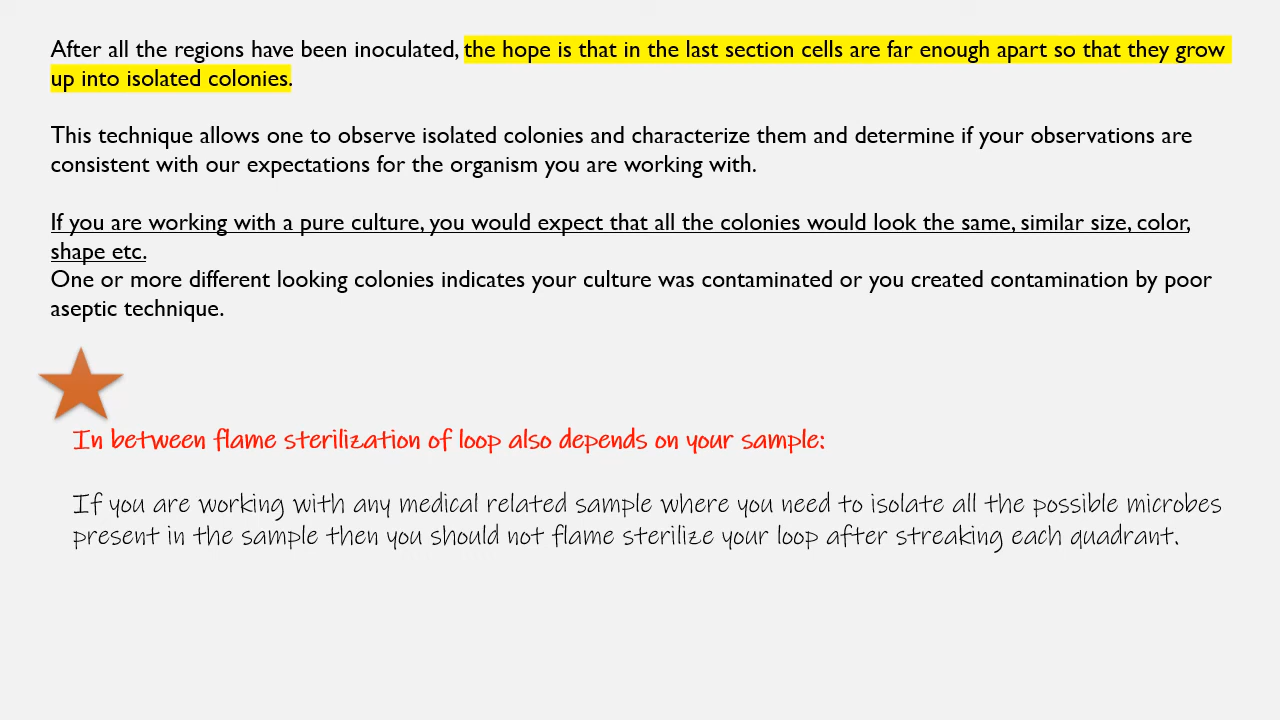 After all the regions have been inoculated, the hope is that in the last section cells are far enough apart so that they grow
up into isolated colonies.
This technique allows one to observe isolated colonies and characterize them and determine if your observations are
consistent with our expectations for the organism you are working with.
If you are working with a pure culture, you would expect that all the colonies would look the same, similar size, color,
shape etc.
One or more different looking colonies indicates your culture was contaminated or you created contamination by poor
aseptic technique.
In between flame sterilization of loop also depends on your sample:
If you are working with any medical related sample where you need to isolate all the possible microbes
present in the sample then you should not flame sterilize your loop after streaking each quadrant.